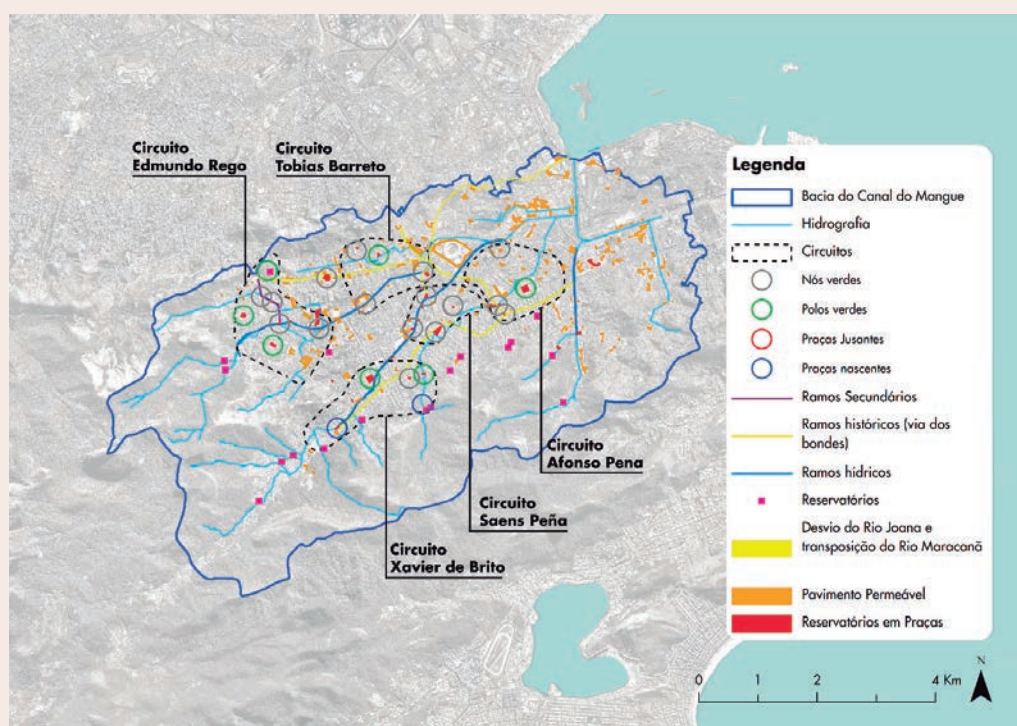 Circuito
Edmundo Rego
Circuito
Tobias Barreto
Circuito
Afonso Pena
Circuito
Saens Peña
Circuito
Xavier de Brito
Legenda
Bacia do Canal do Mangue
Hidrografia
Circuitos
Nós verdes
Polos verdes
Praças Jusantes
Praças nascentes
Ramos Secundários
Ramos históricos (via dos
bondes)
Ramos hídricos
Reservatórios
Desvio do Rio Joana e
transposição do Rio Maracanã
Pavimento Permeável
Reservatórios em Praças
N
0 1 2 4 Km